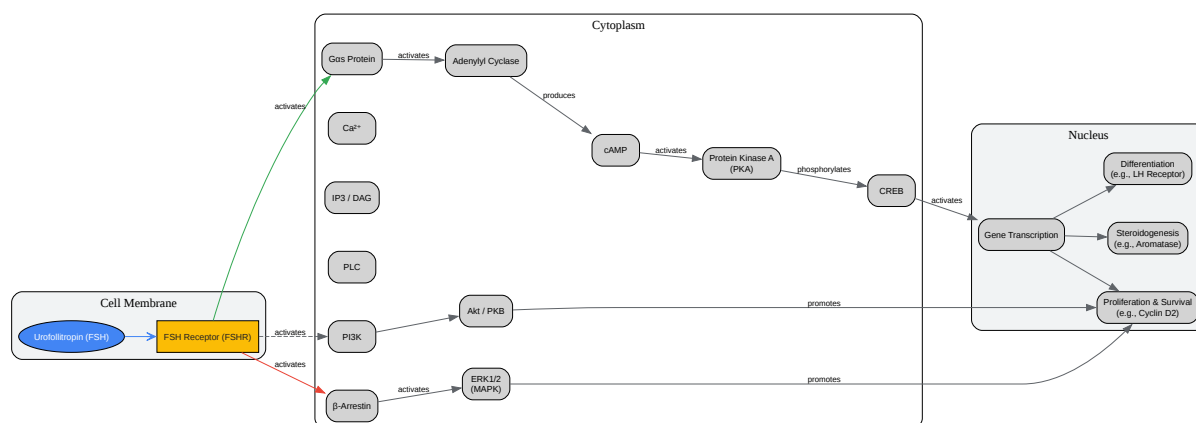 Cytoplasm
Gαs Protein
activates
Adenylyl Cyclase
produces
activates
Ca²⁺
cAMP
activates
Protein Kinase A
(PKA)
phosphorylates
CREB
activates
Nucleus
Differentiation
(e.g., LH Receptor)
Gene Transcription
Steroidogenesis
(e.g., Aromatase)
Proliferation & Survival
(e.g., Cyclin D2)
IP3 / DAG
PLC
Cell Membrane
Urofollitropin (FSH)
FSH Receptor (FSHR)
activates
PI3K
Akt / PKB
promotes
activates
β-Arrestin
activates
ERK1/2
(MAPK)
promotes